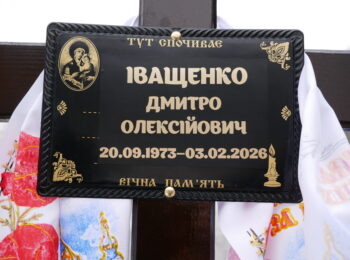 ТУТ СПОЧИВАЄ
ІВАЩЕНКО
ДМИТРО
ОЛЕКСІЙОВИЧ
20.09.1973–03.02.2026
ВІЧНА ПАМ'ЯТЬ